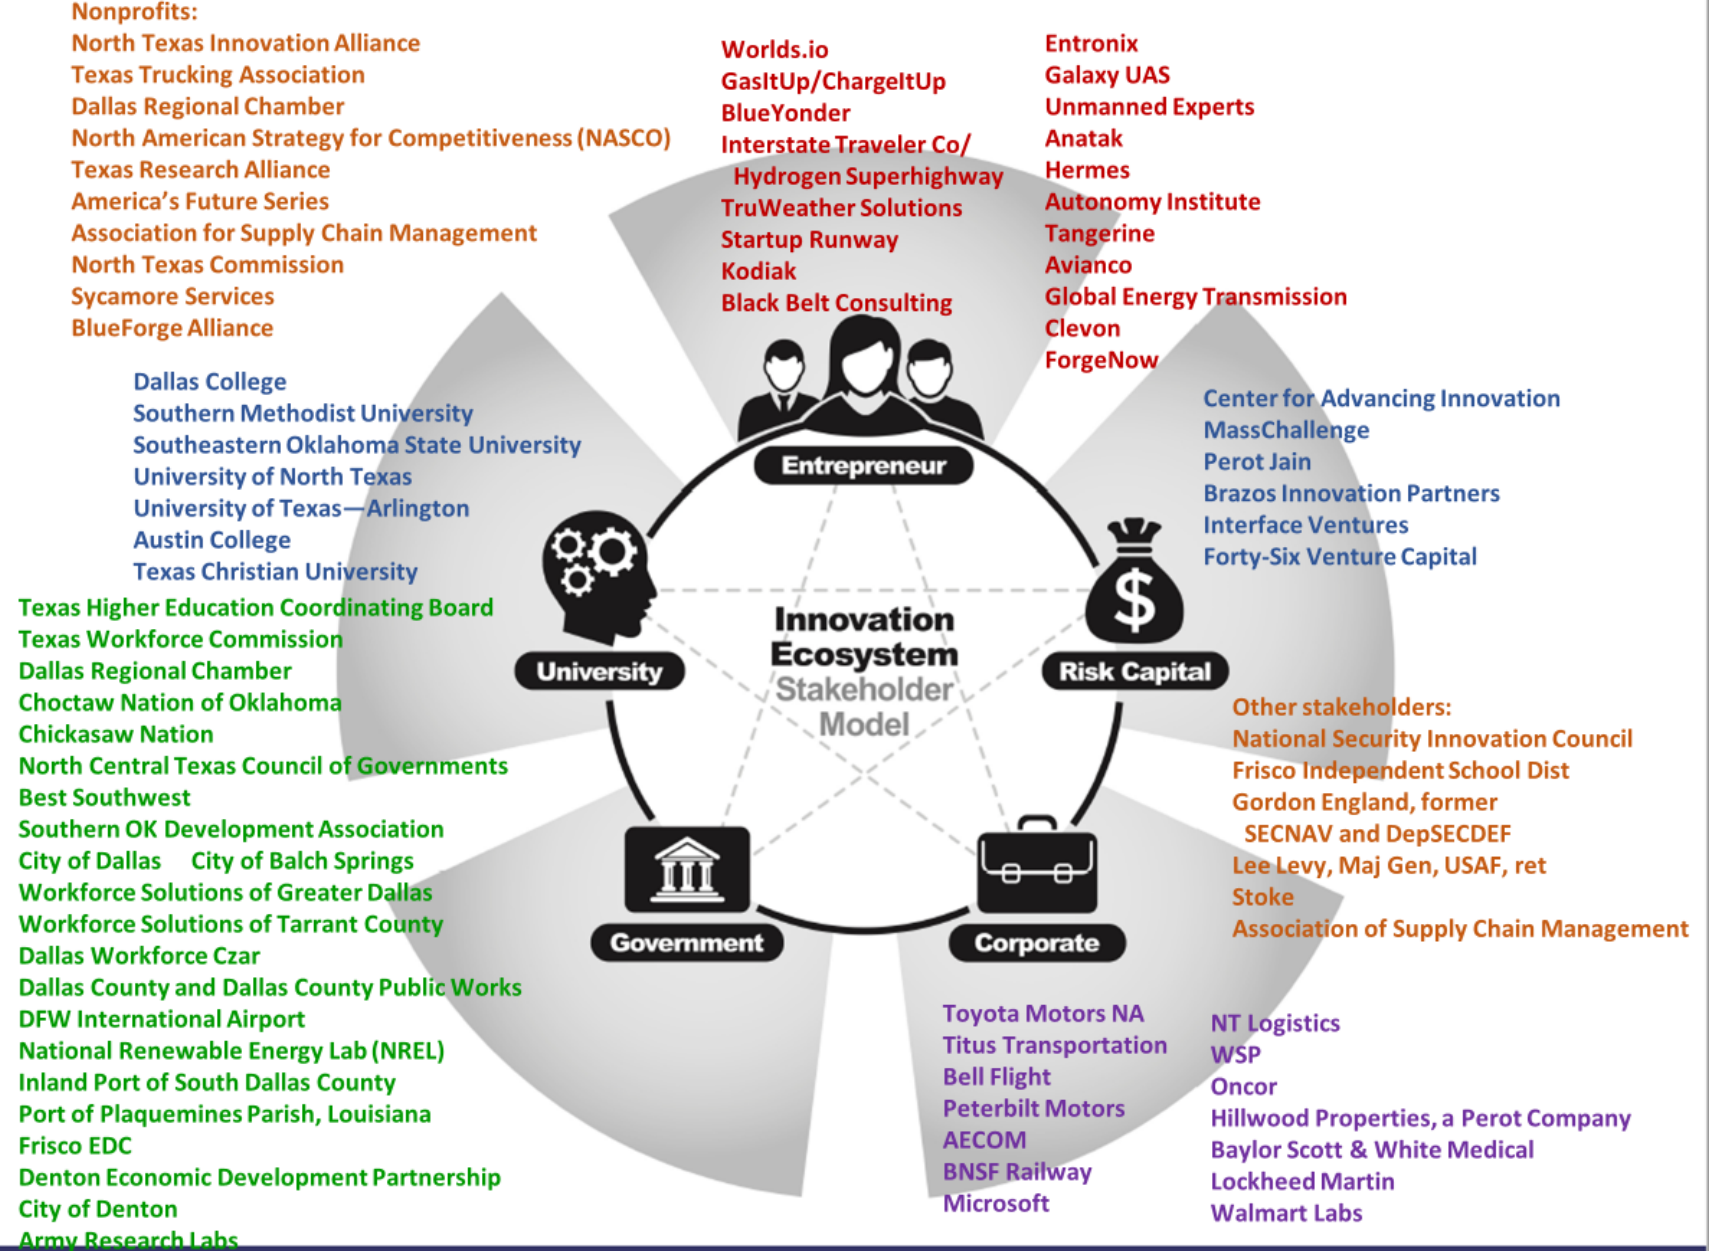 Nonprofits:
North Texas Innovation Alliance
Texas Trucking Association
Dallas Regional Chamber
North American Strategy for Competitiveness (NASCO)
Texas Research Alliance
America’s Future Series
Association for Supply Chain Management
North Texas Commission
Sycamore Services
BlueForge Alliance
Worlds.io
GasItUp/ChargeItUp
BlueYonder
Interstate Traveler Co/
Hydrogen Superhighway
TruWeather Solutions
Startup Runway
Kodiak
Black Belt Consulting
Entronix
Galaxy UAS
Unmanned Experts
Anatak
Hermes
Autonomy Institute
Tangerine
Avianco
Global Energy Transmission
Clevon
ForgeNow
Dallas College
Southern Methodist University
Southeastern Oklahoma State University
University of North Texas
University of Texas—Arlington
Austin College
Texas Christian University
Entrepreneur
Center for Advancing Innovation
MassChallenge
Perot Jain
Brazos Innovation Partners
Interface Ventures
Forty-Six Venture Capital
Innovation
Ecosystem
Stakeholder
Model
University
Risk Capital
Texas Higher Education Coordinating Board
Texas Workforce Commission
Dallas Regional Chamber
Choctaw Nation of Oklahoma
Chickasaw Nation
North Central Texas Council of Governments
Best Southwest
Southern OK Development Association
City of Dallas City of Balch Springs
Workforce Solutions of Greater Dallas
Workforce Solutions of Tarrant County
Dallas Workforce Czar
Dallas County and Dallas County Public Works
DFW International Airport
National Renewable Energy Lab (NREL)
Inland Port of South Dallas County
Port of Plaquemines Parish, Louisiana
Frisco EDC
Denton Economic Development Partnership
City of Denton
Army Research Labs
Government
Corporate
Other stakeholders:
National Security Innovation Council
Frisco Independent School Dist
Gordon England, former
SECNAV and DepSECDEF
Lee Levy, Maj Gen, USAF, ret
Stoke
Association of Supply Chain Management
Toyota Motors NA
Titus Transportation
Bell Flight
Peterbilt Motors
AECOM
BNSF Railway
Microsoft
NT Logistics
WSP
Oncor
Hillwood Properties, a Perot Company
Baylor Scott & White Medical
Lockheed Martin
Walmart Labs